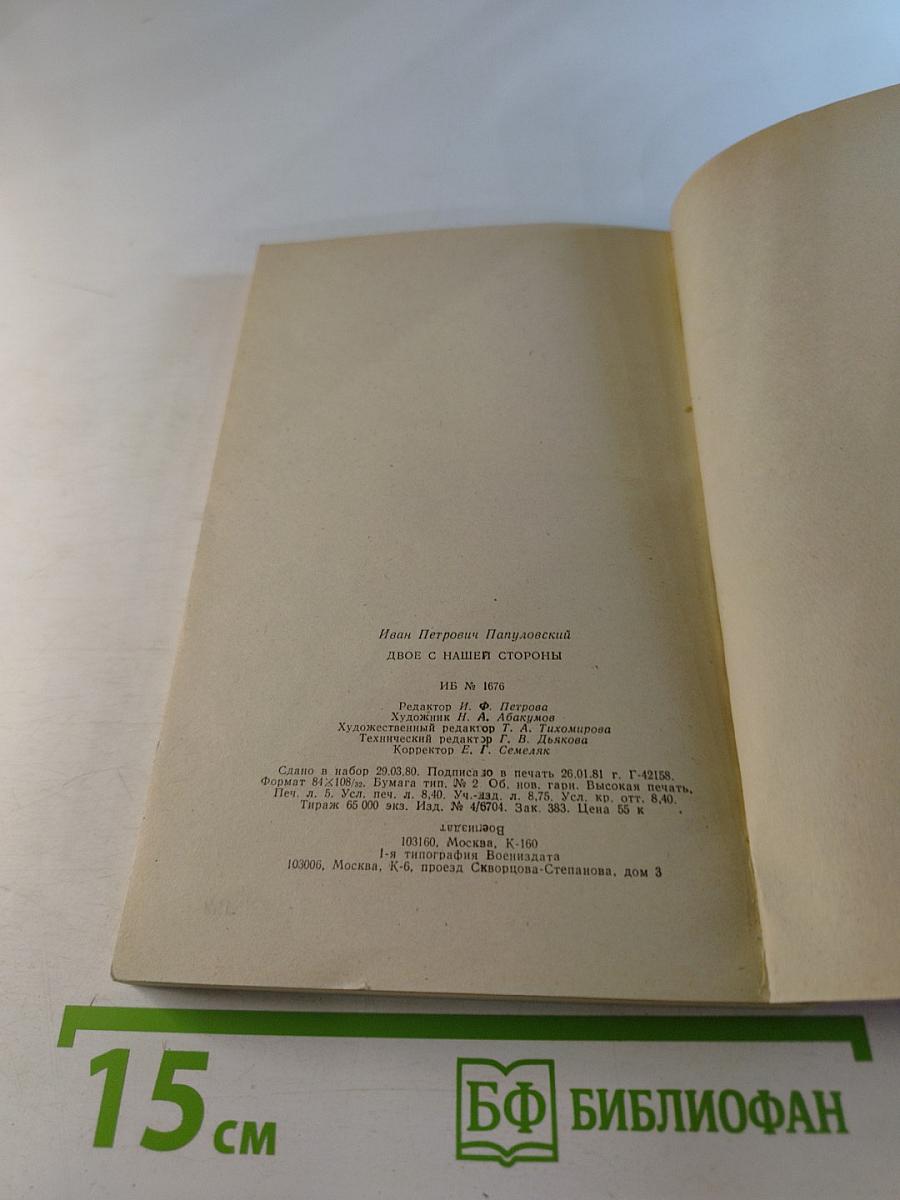 Иван Петрович Папуловский
ДВОЕ С НАШЕЙ СТОРОНЫ
ИБ № 1676
Редактор И. Ф. Петрова
Художник Н. А. Абакумов
Художественный редактор Т. А. Тихомирова
Технический редактор Г. В. Дьякова
Корректор Е. Г. Семеляк
Сдано в набор 29.03.80. Подписано в печать 26.01.81 г. Г-42158.
Формат 84×108/32. Бумага тип. № 2 Об. нов. гарн. Высокая печать.
Печ. л. 5. Усл. печ. л. 8,40. Уч.-изд. л. 8,75. Усл. кр. отт. 8,40.
Тираж 65 000 экз. Изд. № 4/6704. Зак. 383. Цена 55 к
Воениздат
103160, Москва, К-160
1-я типография Воениздата
103006, Москва, К-6, проезд Скворцова-Степанова, дом 3
15 см
БФ БИБЛИОФАН